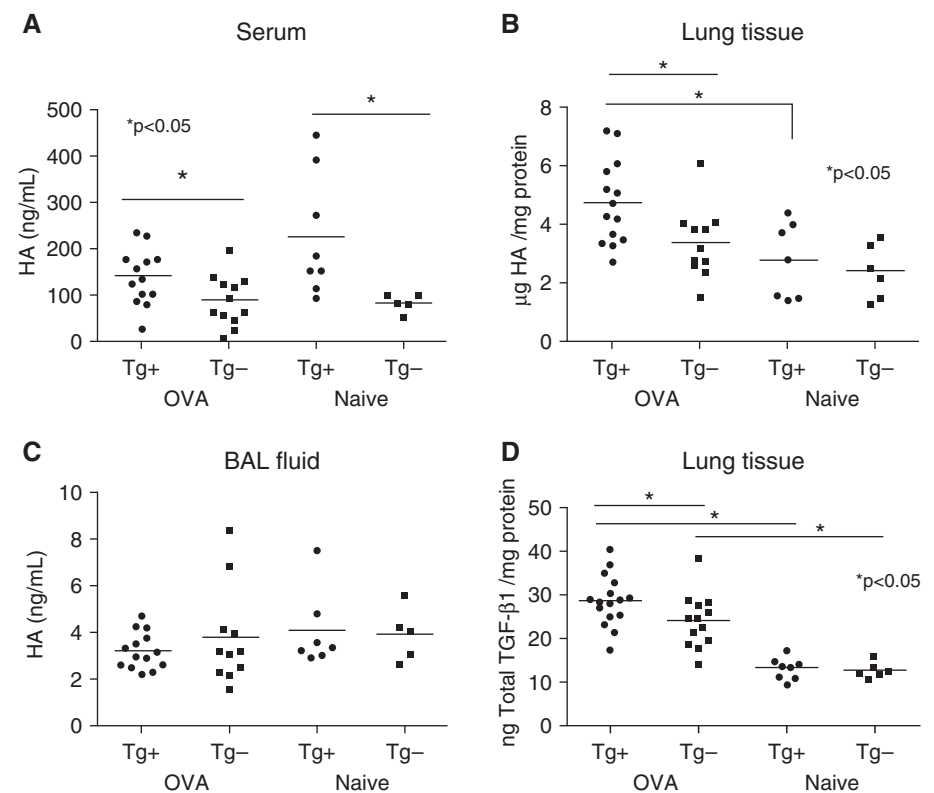 A
Serum
HA (ng/mL)
500
400
300
200
100
0
*p<0.05
*
*
Tg+
Tg–
Tg+
Tg–
OVA
Naive
B
Lung tissue
µg HA /mg protein
8
6
4
2
0
*
*
*p<0.05
Tg+
Tg–
Tg+
Tg–
OVA
Naive
C
BAL fluid
HA (ng/mL)
10
8
6
4
2
0
Tg+
Tg–
Tg+
Tg–
OVA
Naive
D
Lung tissue
ng Total TGF-β1 /mg protein
50
40
30
20
10
0
*
*
*
*p<0.05
Tg+
Tg–
Tg+
Tg–
OVA
Naive